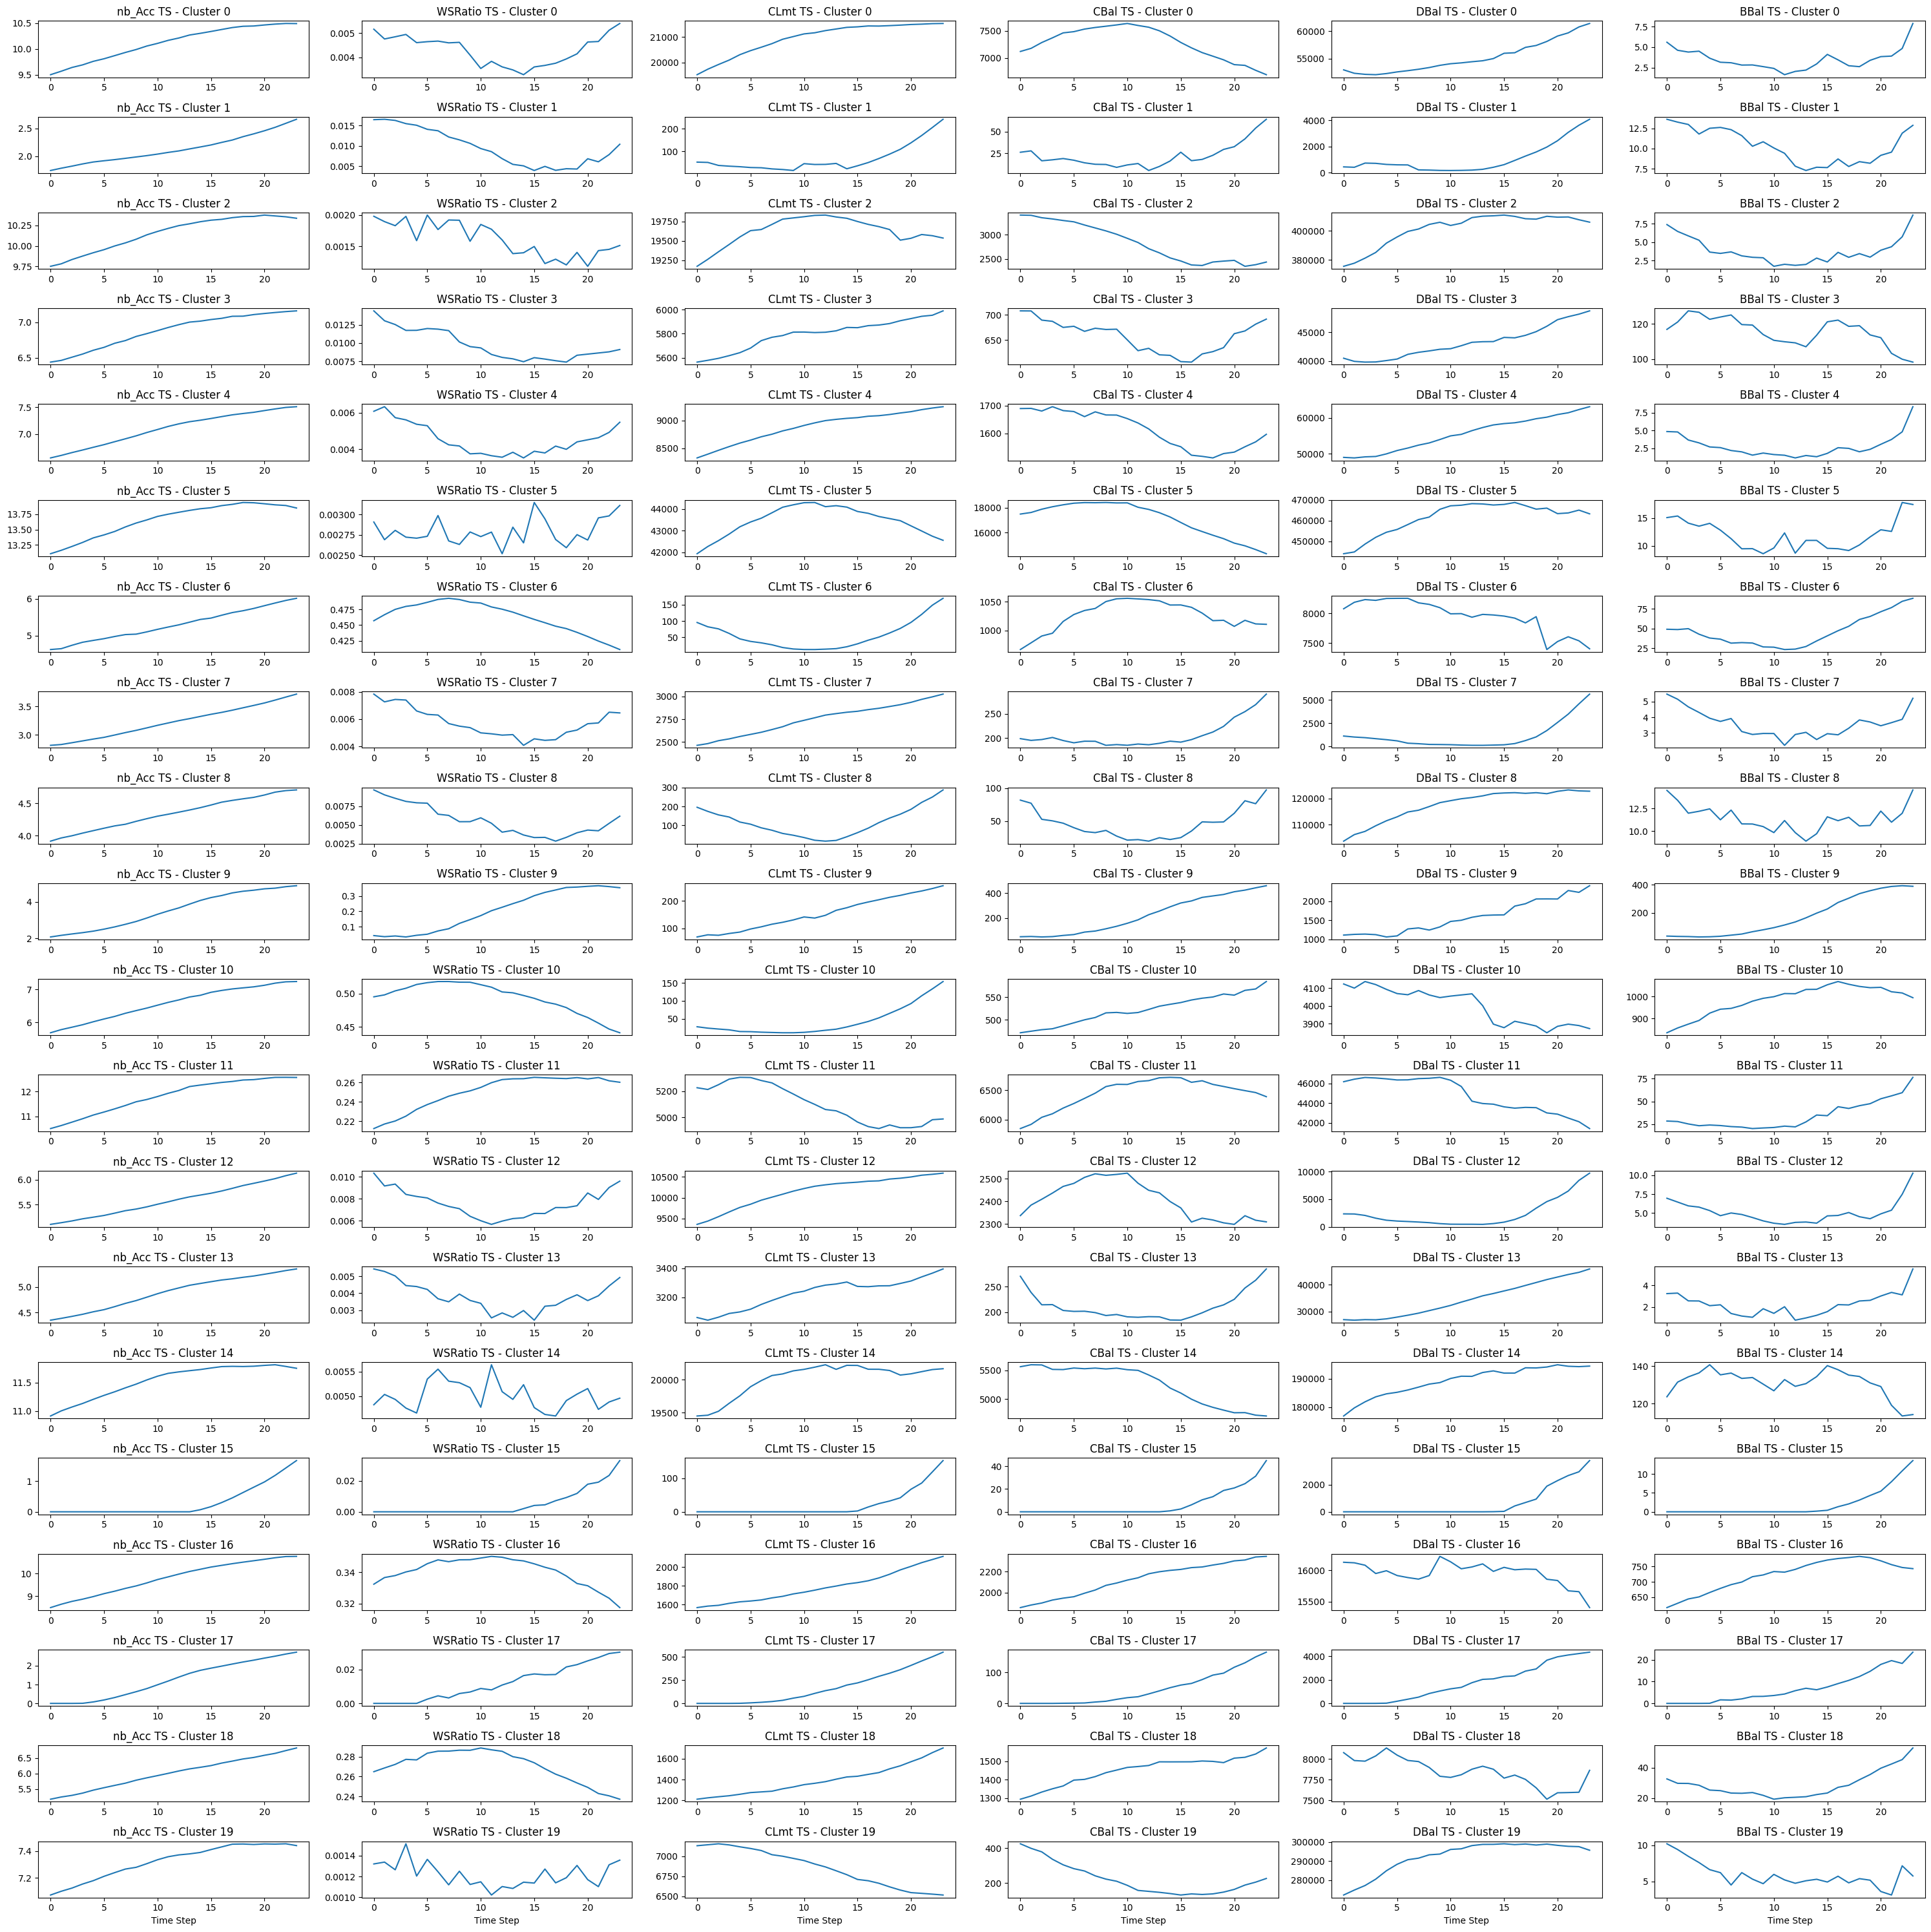 nb_Acc TS - Cluster 0 WSRatio TS - Cluster 0 CLmt TS - Cluster 0 CBal TS - Cluster 0 DBal TS - Cluster 0 BBal TS - Cluster 0
10.5 10.0 9.5 0.005 0.004 21000 20000 7500 7000 60000 55000 7.5 5.0 2.5
0 5 10 15 20 0 5 10 15 20 0 5 10 15 20 0 5 10 15 20 0 5 10 15 20 0 5 10 15 20
nb_Acc TS - Cluster 1 WSRatio TS - Cluster 1 CLmt TS - Cluster 1 CBal TS - Cluster 1 DBal TS - Cluster 1 BBal TS - Cluster 1
2.5 2.0 0.015 0.010 0.005 200 100 50 25 4000 2000 0 12.5 10.0 7.5
0 5 10 15 20 0 5 10 15 20 0 5 10 15 20 0 5 10 15 20 0 5 10 15 20 0 5 10 15 20
nb_Acc TS - Cluster 2 WSRatio TS - Cluster 2 CLmt TS - Cluster 2 CBal TS - Cluster 2 DBal TS - Cluster 2 BBal TS - Cluster 2
10.25 10.00 9.75 0.0020 0.0015 19750 19500 19250 3000 2500 400000 380000 7.5 5.0 2.5
0 5 10 15 20 0 5 10 15 20 0 5 10 15 20 0 5 10 15 20 0 5 10 15 20 0 5 10 15 20
nb_Acc TS - Cluster 3 WSRatio TS - Cluster 3 CLmt TS - Cluster 3 CBal TS - Cluster 3 DBal TS - Cluster 3 BBal TS - Cluster 3
7.0 6.5 0.0125 0.0100 0.0075 6000 5800 5600 700 650 45000 40000 120 100
0 5 10 15 20 0 5 10 15 20 0 5 10 15 20 0 5 10 15 20 0 5 10 15 20 0 5 10 15 20
nb_Acc TS - Cluster 4 WSRatio TS - Cluster 4 CLmt TS - Cluster 4 CBal TS - Cluster 4 DBal TS - Cluster 4 BBal TS - Cluster 4
7.5 7.0 0.006 0.004 9000 8500 1700 1600 60000 50000 7.5 5.0 2.5
0 5 10 15 20 0 5 10 15 20 0 5 10 15 20 0 5 10 15 20 0 5 10 15 20 0 5 10 15 20
nb_Acc TS - Cluster 5 WSRatio TS - Cluster 5 CLmt TS - Cluster 5 CBal TS - Cluster 5 DBal TS - Cluster 5 BBal TS - Cluster 5
13.75 13.50 13.25 0.00300 0.00275 0.00250 44000 43000 42000 18000 16000 470000 460000 450000 15 10
0 5 10 15 20 0 5 10 15 20 0 5 10 15 20 0 5 10 15 20 0 5 10 15 20 0 5 10 15 20
nb_Acc TS - Cluster 6 WSRatio TS - Cluster 6 CLmt TS - Cluster 6 CBal TS - Cluster 6 DBal TS - Cluster 6 BBal TS - Cluster 6
6 5 0.475 0.450 0.425 150 100 50 1050 1000 8000 7500 75 50 25
0 5 10 15 20 0 5 10 15 20 0 5 10 15 20 0 5 10 15 20 0 5 10 15 20 0 5 10 15 20
nb_Acc TS - Cluster 7 WSRatio TS - Cluster 7 CLmt TS - Cluster 7 CBal TS - Cluster 7 DBal TS - Cluster 7 BBal TS - Cluster 7
3.5 3.0 0.008 0.006 0.004 3000 2750 2500 250 200 5000 2500 0 5 4 3
0 5 10 15 20 0 5 10 15 20 0 5 10 15 20 0 5 10 15 20 0 5 10 15 20 0 5 10 15 20
nb_Acc TS - Cluster 8 WSRatio TS - Cluster 8 CLmt TS - Cluster 8 CBal TS - Cluster 8 DBal TS - Cluster 8 BBal TS - Cluster 8
4.5 4.0 0.0075 0.0050 0.0025 300 200 100 100 50 120000 110000 12.5 10.0
0 5 10 15 20 0 5 10 15 20 0 5 10 15 20 0 5 10 15 20 0 5 10 15 20 0 5 10 15 20
nb_Acc TS - Cluster 9 WSRatio TS - Cluster 9 CLmt TS - Cluster 9 CBal TS - Cluster 9 DBal TS - Cluster 9 BBal TS - Cluster 9
4 2 0.3 0.2 0.1 200 100 400 200 2000 1500 1000 400 200
0 5 10 15 20 0 5 10 15 20 0 5 10 15 20 0 5 10 15 20 0 5 10 15 20 0 5 10 15 20
nb_Acc TS - Cluster 10 WSRatio TS - Cluster 10 CLmt TS - Cluster 10 CBal TS - Cluster 10 DBal TS - Cluster 10 BBal TS - Cluster 10
7 6 0.50 0.45 150 100 50 550 500 4100 4000 3900 1000 900
0 5 10 15 20 0 5 10 15 20 0 5 10 15 20 0 5 10 15 20 0 5 10 15 20 0 5 10 15 20
nb_Acc TS - Cluster 11 WSRatio TS - Cluster 11 CLmt TS - Cluster 11 CBal TS - Cluster 11 DBal TS - Cluster 11 BBal TS - Cluster 11
12 11 0.26 0.24 0.22 5200 5000 6500 6000 46000 44000 42000 75 50 25
0 5 10 15 20 0 5 10 15 20 0 5 10 15 20 0 5 10 15 20 0 5 10 15 20 0 5 10 15 20
nb_Acc TS - Cluster 12 WSRatio TS - Cluster 12 CLmt TS - Cluster 12 CBal TS - Cluster 12 DBal TS - Cluster 12 BBal TS - Cluster 12
6.0 5.5 0.010 0.008 0.006 10500 10000 9500 2500 2400 2300 10000 5000 0 10.0 7.5 5.0
0 5 10 15 20 0 5 10 15 20 0 5 10 15 20 0 5 10 15 20 0 5 10 15 20 0 5 10 15 20
nb_Acc TS - Cluster 13 WSRatio TS - Cluster 13 CLmt TS - Cluster 13 CBal TS - Cluster 13 DBal TS - Cluster 13 BBal TS - Cluster 13
5.0 4.5 0.005 0.004 0.003 3400 3200 250 200 40000 30000 4 2
0 5 10 15 20 0 5 10 15 20 0 5 10 15 20 0 5 10 15 20 0 5 10 15 20 0 5 10 15 20
nb_Acc TS - Cluster 14 WSRatio TS - Cluster 14 CLmt TS - Cluster 14 CBal TS - Cluster 14 DBal TS - Cluster 14 BBal TS - Cluster 14
11.5 11.0 0.0055 0.0050 20000 19500 5500 5000 190000 180000 140 120
0 5 10 15 20 0 5 10 15 20 0 5 10 15 20 0 5 10 15 20 0 5 10 15 20 0 5 10 15 20
nb_Acc TS - Cluster 15 WSRatio TS - Cluster 15 CLmt TS - Cluster 15 CBal TS - Cluster 15 DBal TS - Cluster 15 BBal TS - Cluster 15
1 0 0.02 0.00 100 0 40 20 0 2000 0 10 5 0
0 5 10 15 20 0 5 10 15 20 0 5 10 15 20 0 5 10 15 20 0 5 10 15 20 0 5 10 15 20
nb_Acc TS - Cluster 16 WSRatio TS - Cluster 16 CLmt TS - Cluster 16 CBal TS - Cluster 16 DBal TS - Cluster 16 BBal TS - Cluster 16
10 9 0.34 0.32 2000 1800 1600 2200 2000 16000 15500 750 700 650
0 5 10 15 20 0 5 10 15 20 0 5 10 15 20 0 5 10 15 20 0 5 10 15 20 0 5 10 15 20
nb_Acc TS - Cluster 17 WSRatio TS - Cluster 17 CLmt TS - Cluster 17 CBal TS - Cluster 17 DBal TS - Cluster 17 BBal TS - Cluster 17
2 1 0 0.02 0.00 500 250 0 100 0 4000 2000 0 20 10 0
0 5 10 15 20 0 5 10 15 20 0 5 10 15 20 0 5 10 15 20 0 5 10 15 20 0 5 10 15 20
nb_Acc TS - Cluster 18 WSRatio TS - Cluster 18 CLmt TS - Cluster 18 CBal TS - Cluster 18 DBal TS - Cluster 18 BBal TS - Cluster 18
6.5 6.0 5.5 0.28 0.26 0.24 1600 1400 1200 1500 1400 1300 8000 7750 7500 40 20
0 5 10 15 20 0 5 10 15 20 0 5 10 15 20 0 5 10 15 20 0 5 10 15 20 0 5 10 15 20
nb_Acc TS - Cluster 19 WSRatio TS - Cluster 19 CLmt TS - Cluster 19 CBal TS - Cluster 19 DBal TS - Cluster 19 BBal TS - Cluster 19
7.4 7.2 0.0014 0.0012 0.0010 7000 6500 400 200 300000 290000 280000 10 5
0 5 10 15 20 0 5 10 15 20 0 5 10 15 20 0 5 10 15 20 0 5 10 15 20 0 5 10 15 20
Time Step Time Step Time Step Time Step Time Step Time Step